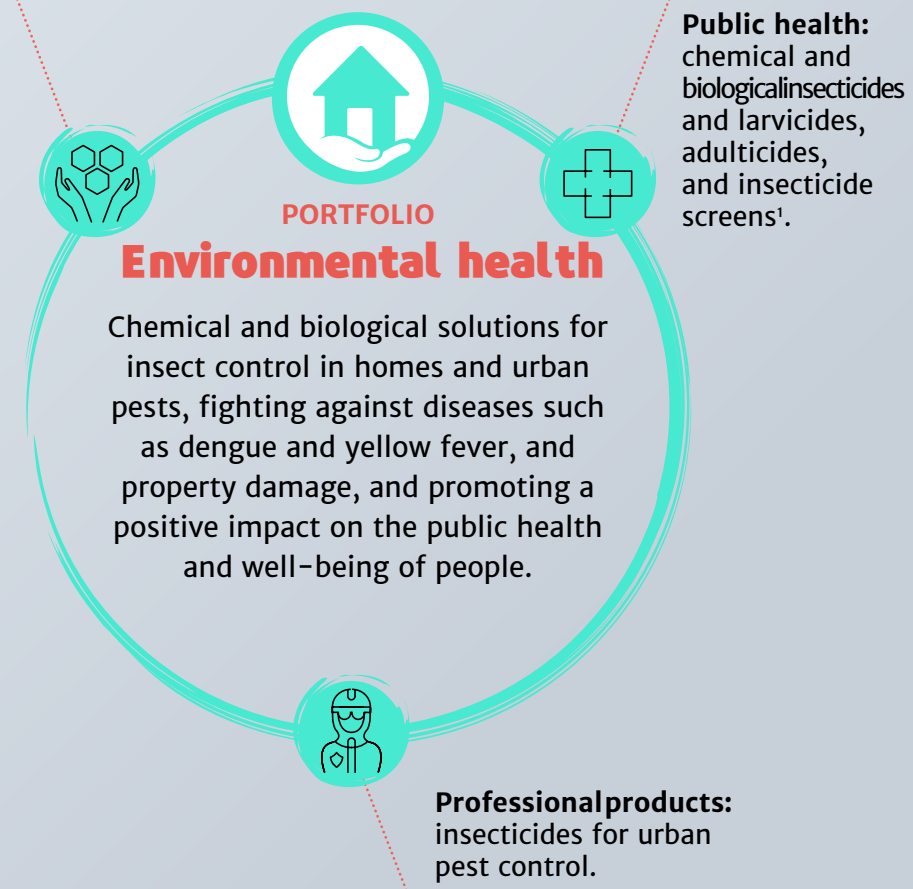 Public health:
chemical and
biologicalinsecticides
and larvicides,
adulticides,
and insecticide
screens¹.
PORTFOLIO
Environmental health
Chemical and biological solutions for
insect control in homes and urban
pests, fighting against diseases such
as dengue and yellow fever, and
property damage, and promoting a
positive impact on the public health
and well-being of people.
Professionalproducts:
insecticides for urban
pest control.